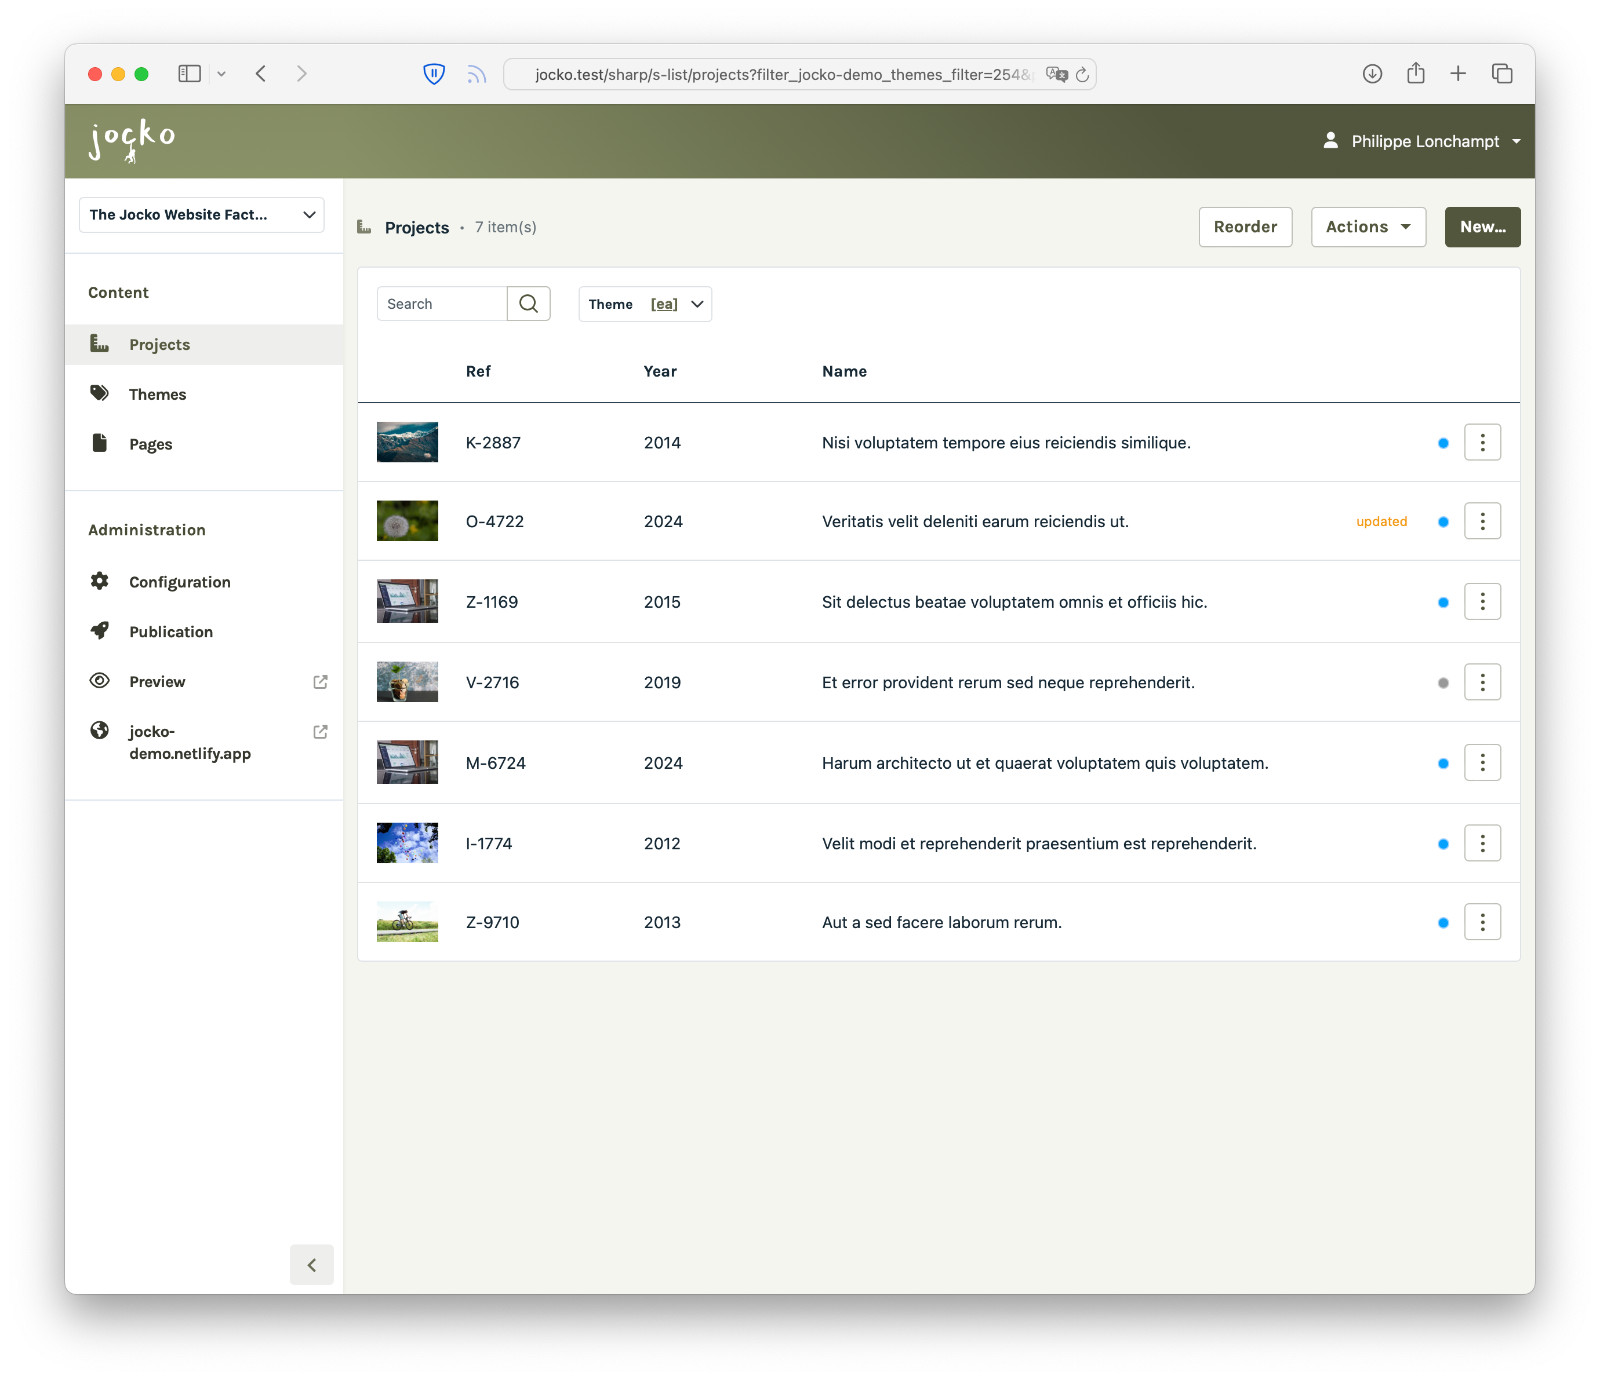 jocko.test/sharp/s-list/projects?filter_jocko-demo_themes_filter=254&
jocko
Philippe Lonchampt
The Jocko Website Fact...
Projects • 7 item(s)
Reorder
Actions
New...
Content
Projects
Themes
Pages
Administration
Configuration
Publication
Preview
jocko-
demo.netlify.app
Search
Theme [ea]
Ref Year Name
K-2887 2014 Nisi voluptatem tempore eius reiciendis similique.
O-4722 2024 Veritatis velit deleniti earum reiciendis ut. updated
Z-1169 2015 Sit delectus beatae voluptatem omnis et officiis hic.
V-2716 2019 Et error provident rerum sed neque reprehenderit.
M-6724 2024 Harum architecto ut et quaerat voluptatem quis voluptatem.
I-1774 2012 Velit modi et reprehenderit praesentium est reprehenderit.
Z-9710 2013 Aut a sed facere laborum rerum.